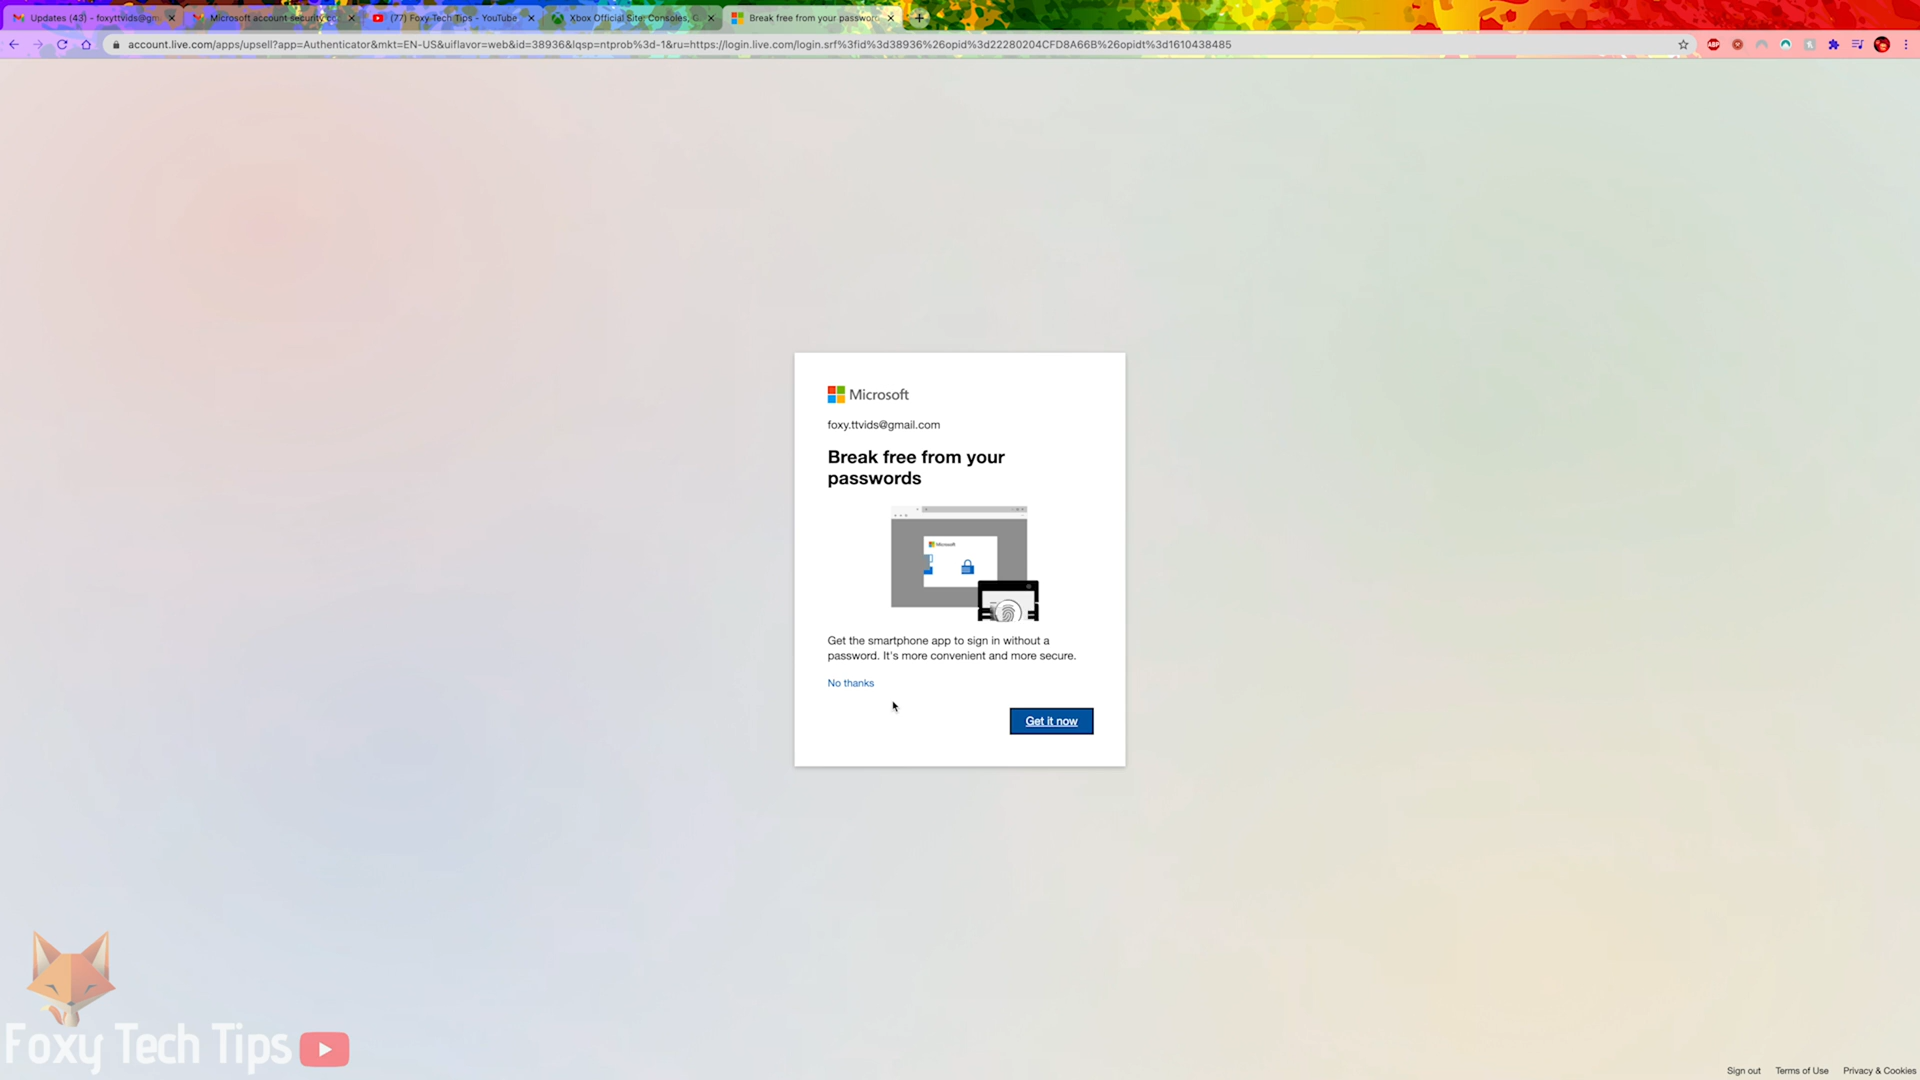 Updates (43) - foxyttvids@gm
Microsoft account security co
(77) Foxy Tech Tips - YouTube
Xbox Official Site: Consoles, G
Break free from your password
account.live.com/apps/upsell?app=Authenticator&mkt=EN-US&uiflavor=web&id=38936&lqsp=ntprob%3d-1&ru=https://login.live.com/login.srf%3fid%3d38936%26opid%3d22280204CFD8A66B%26opidt%3d1610438485
ABP
Microsoft
foxy.ttvids@gmail.com
Break free from your
passwords
Microsoft
Get the smartphone app to sign in without a
password. It's more convenient and more secure.
No thanks
Get it now
Foxy Tech Tips
Sign out Terms of Use Privacy & Cookies